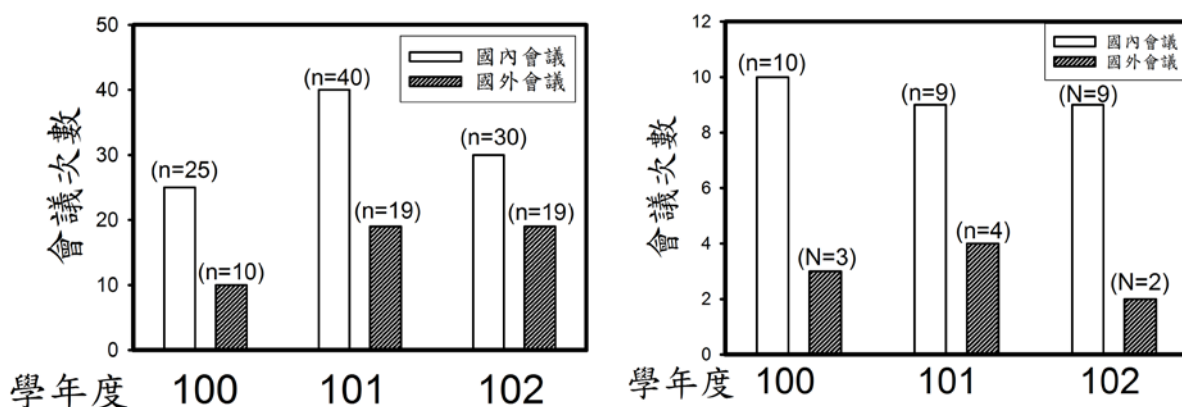 50
40
30
20
10
0
會議次數
國內會議
國外會議
(n=25)
(n=10)
(n=40)
(n=19)
(n=30)
(n=19)
學年度 100 101 102
12
10
8
6
4
2
0
會議次數
國內會議
國外會議
(n=10)
(N=3)
(n=9)
(n=4)
(N=9)
(N=2)
學年度 100 101 102